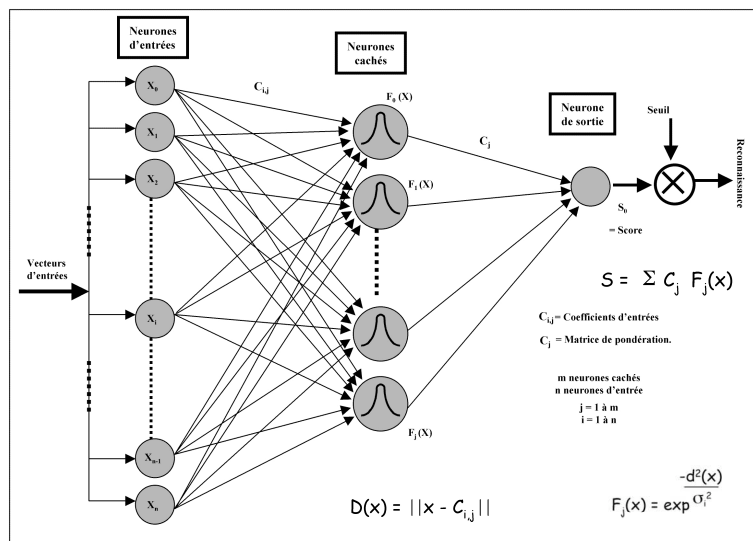 Neurones
d'entrées
Neurones
cachés
Neurone
de sortie
Seuil
Reconnaissance
X₀
X₁
X₂
Xᵢ
Xₙ₋₁
Xₙ
Cᵢ,ⱼ
F₀ (X)
F₁(X)
Fⱼ(X)
Cⱼ
S₀
= Score
Vecteurs
d'entrées
S = Σ Cⱼ Fⱼ(x)
Cᵢ,ⱼ = Coefficients d'entrées
Cⱼ = Matrice de pondération.
m neurones cachés
n neurones d'entrée
j = 1 à m
i = 1 à n
D(x) = ||x - Cᵢ,ⱼ||
-d²(x)
Fⱼ(x) = exp σᵢ²